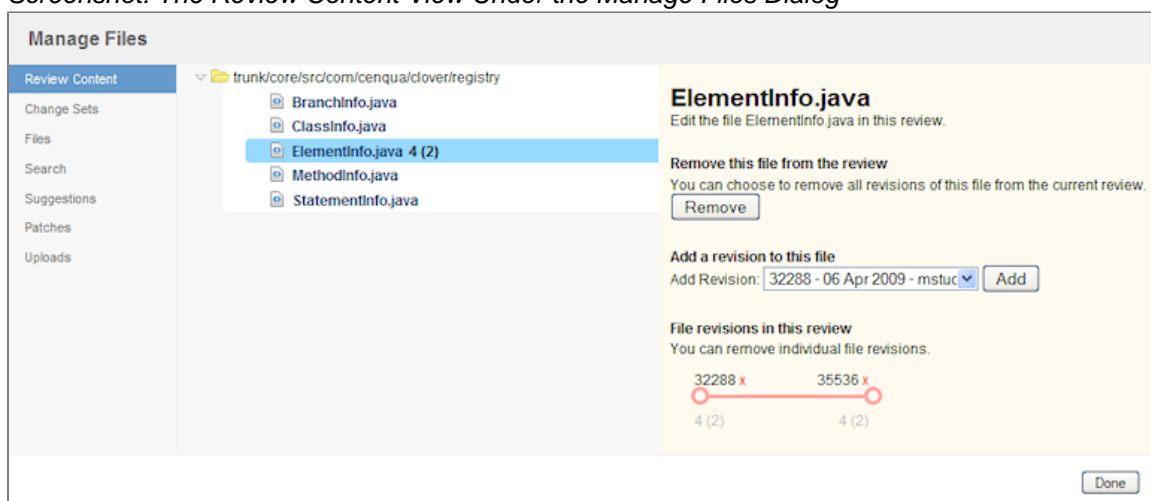 Screenshot: The Review Content View Under the Manage Files Dialog
Manage Files
Review Content
Change Sets
Files
Search
Suggestions
Patches
Uploads
trunk/core/src/com/cenqua/clover/registry
BranchInfo.java
ClassInfo.java
ElementInfo.java 4 (2)
MethodInfo.java
StatementInfo.java
ElementInfo.java
Edit the file ElementInfo.java in this review.
Remove this file from the review
You can choose to remove all revisions of this file from the current review.
Remove
Add a revision to this file
Add Revision: 32288 - 06 Apr 2009 - mstuc Add
File revisions in this review
You can remove individual file revisions.
32288 x 35536 x
4 (2) 4 (2)
Done